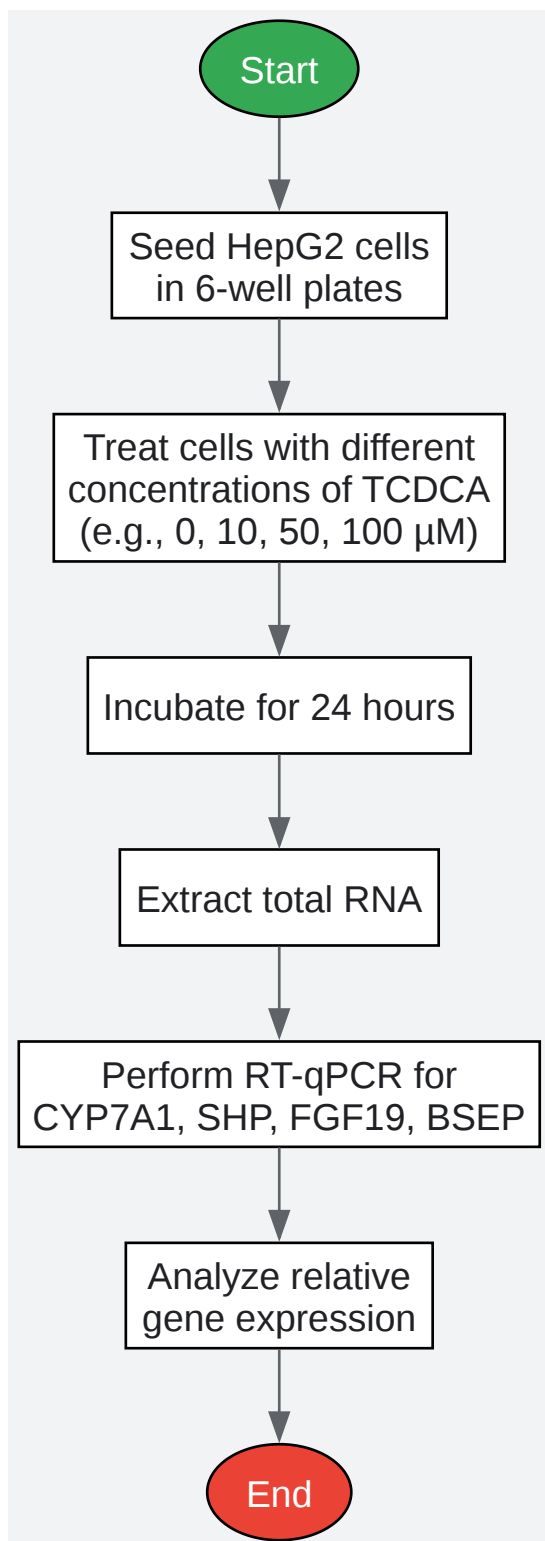 Start
Seed HepG2 cells
in 6-well plates
Treat cells with different
concentrations of TCDCA
(e.g., 0, 10, 50, 100 µM)
Incubate for 24 hours
Extract total RNA
Perform RT-qPCR for
CYP7A1, SHP, FGF19, BSEP
Analyze relative
gene expression
End